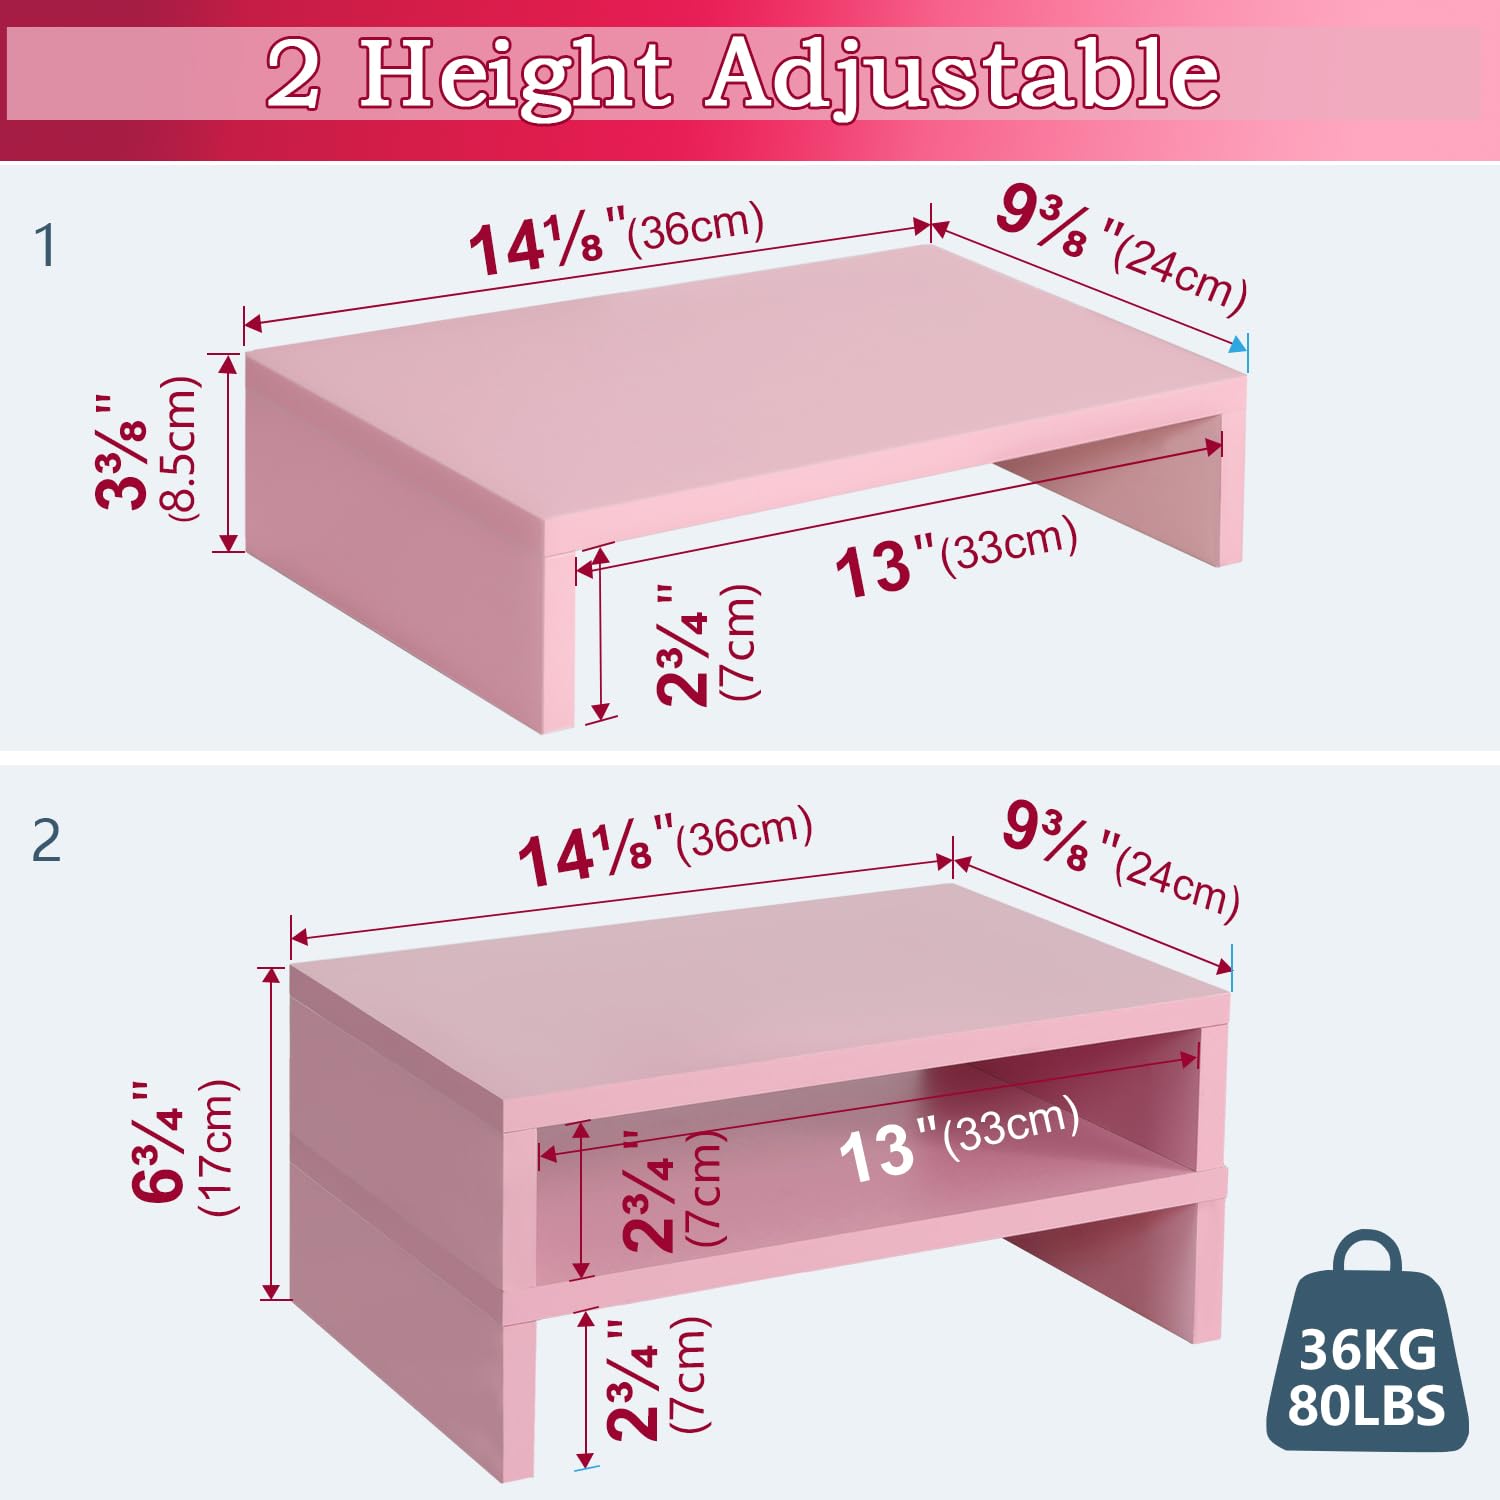 2 Height Adjustable
1
14⅛"(36cm)
9⅜"(24cm)
3⅜"
(8.5cm)
13"(33cm)
2¾"
(7cm)
2
14⅛"(36cm)
9⅜"(24cm)
6¾"
(17cm)
13"(33cm)
2¾"
(7cm)
2¾"
(7cm)
36KG
80LBS